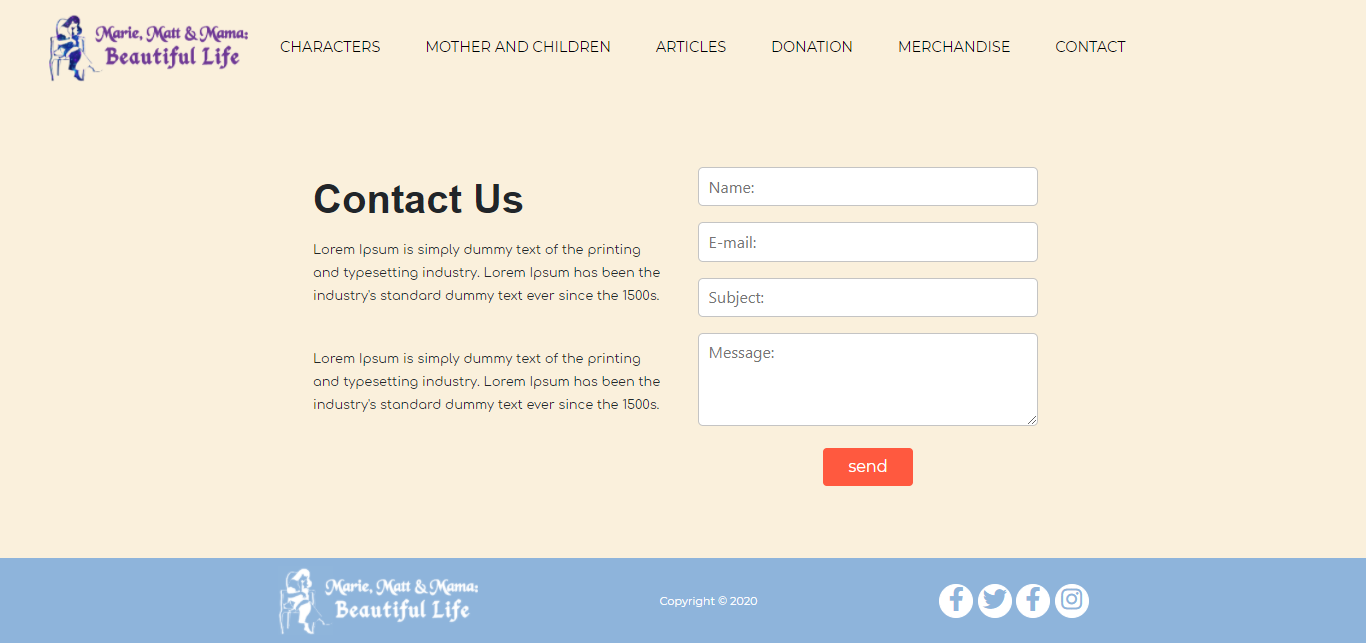 Marie, Matt & Mama:
Beautiful Life
CHARACTERS MOTHER AND CHILDREN ARTICLES DONATION MERCHANDISE CONTACT
Contact Us
Lorem Ipsum is simply dummy text of the printing
and typesetting industry. Lorem Ipsum has been the
industry's standard dummy text ever since the 1500s.
Lorem Ipsum is simply dummy text of the printing
and typesetting industry. Lorem Ipsum has been the
industry's standard dummy text ever since the 1500s.
Name:
E-mail:
Subject:
Message:
send
Marie, Matt & Mama:
Beautiful Life
Copyright © 2020